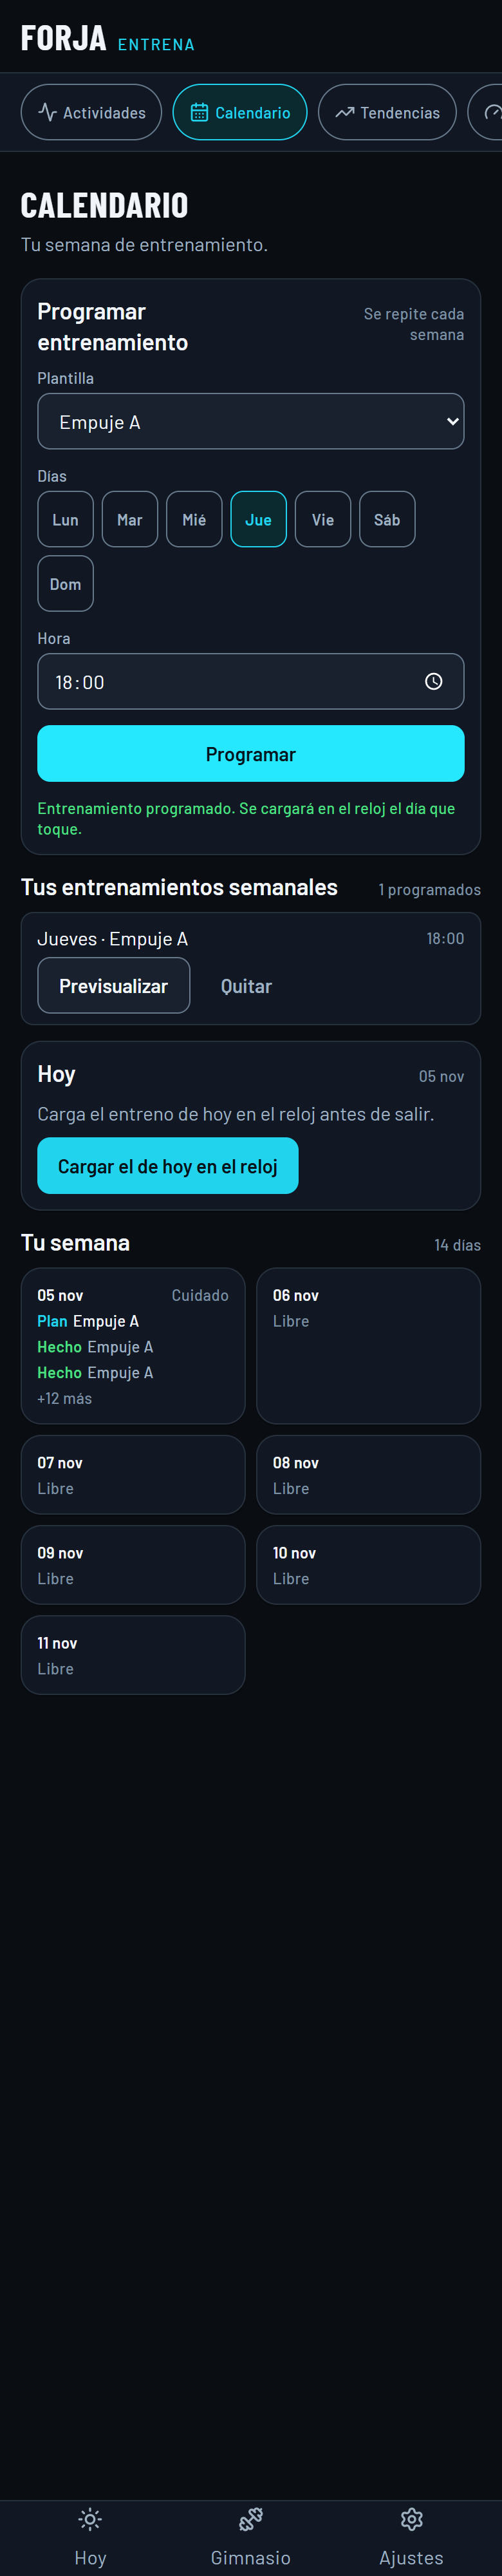 FORJA ENTRENA
Actividades Calendario Tendencias
CALENDARIO
Tu semana de entrenamiento.
Programar
entrenamiento
Se repite cada
semana
Plantilla
Empuje A
Días
Lun Mar Mié Jue Vie Sáb
Dom
Hora
18:00
Programar
Entrenamiento programado. Se cargará en el reloj el día que
toque.
Tus entrenamientos semanales 1 programados
Jueves · Empuje A 18:00
Previsualizar Quitar
Hoy 05 nov
Carga el entreno de hoy en el reloj antes de salir.
Cargar el de hoy en el reloj
Tu semana 14 días
05 nov Cuidado
Plan Empuje A
Hecho Empuje A
Hecho Empuje A
+12 más
06 nov
Libre
07 nov
Libre
08 nov
Libre
09 nov
Libre
10 nov
Libre
11 nov
Libre
Hoy Gimnasio Ajustes